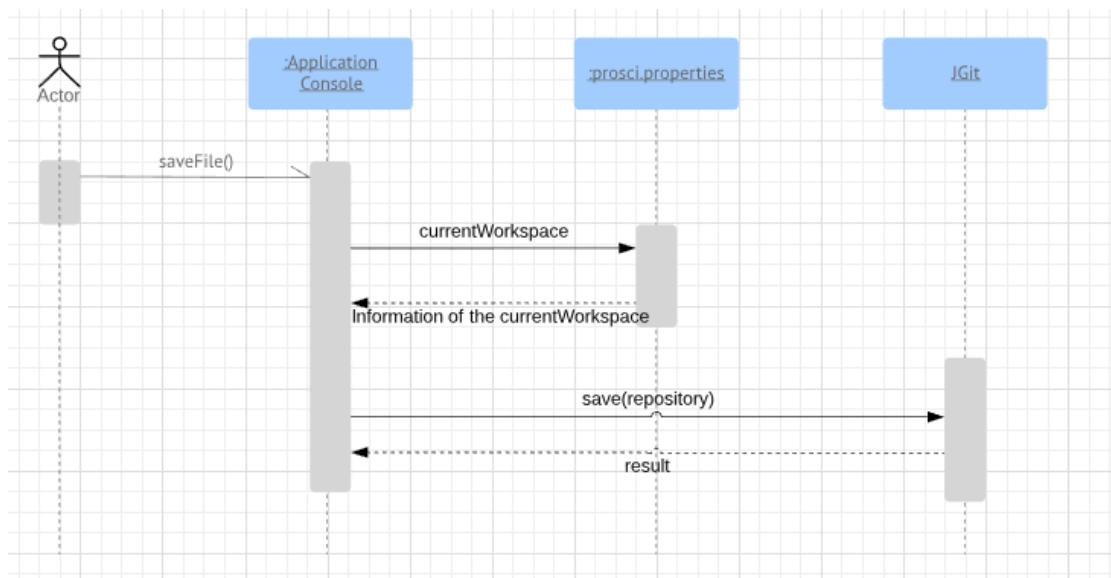 :Application
Console
:prosci.properties
JGit
Actor
saveFile()
currentWorkspace
Information of the currentWorkspace
save(repository)
result